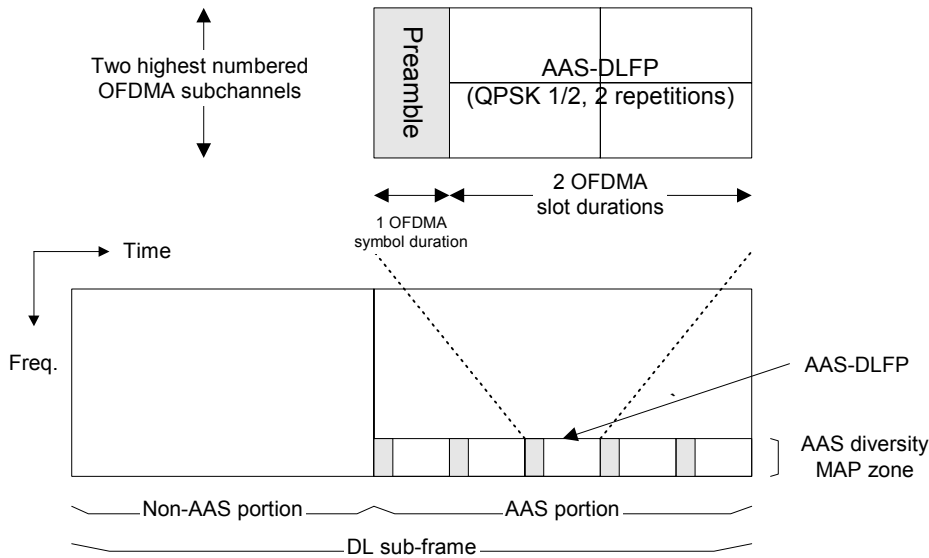 Two highest numbered
OFDMA subchannels
Preamble
AAS-DLFP
(QPSK 1/2, 2 repetitions)
2 OFDMA
slot durations
1 OFDMA
symbol duration
Time
Freq.
AAS-DLFP
AAS diversity
MAP zone
Non-AAS portion
AAS portion
DL sub-frame